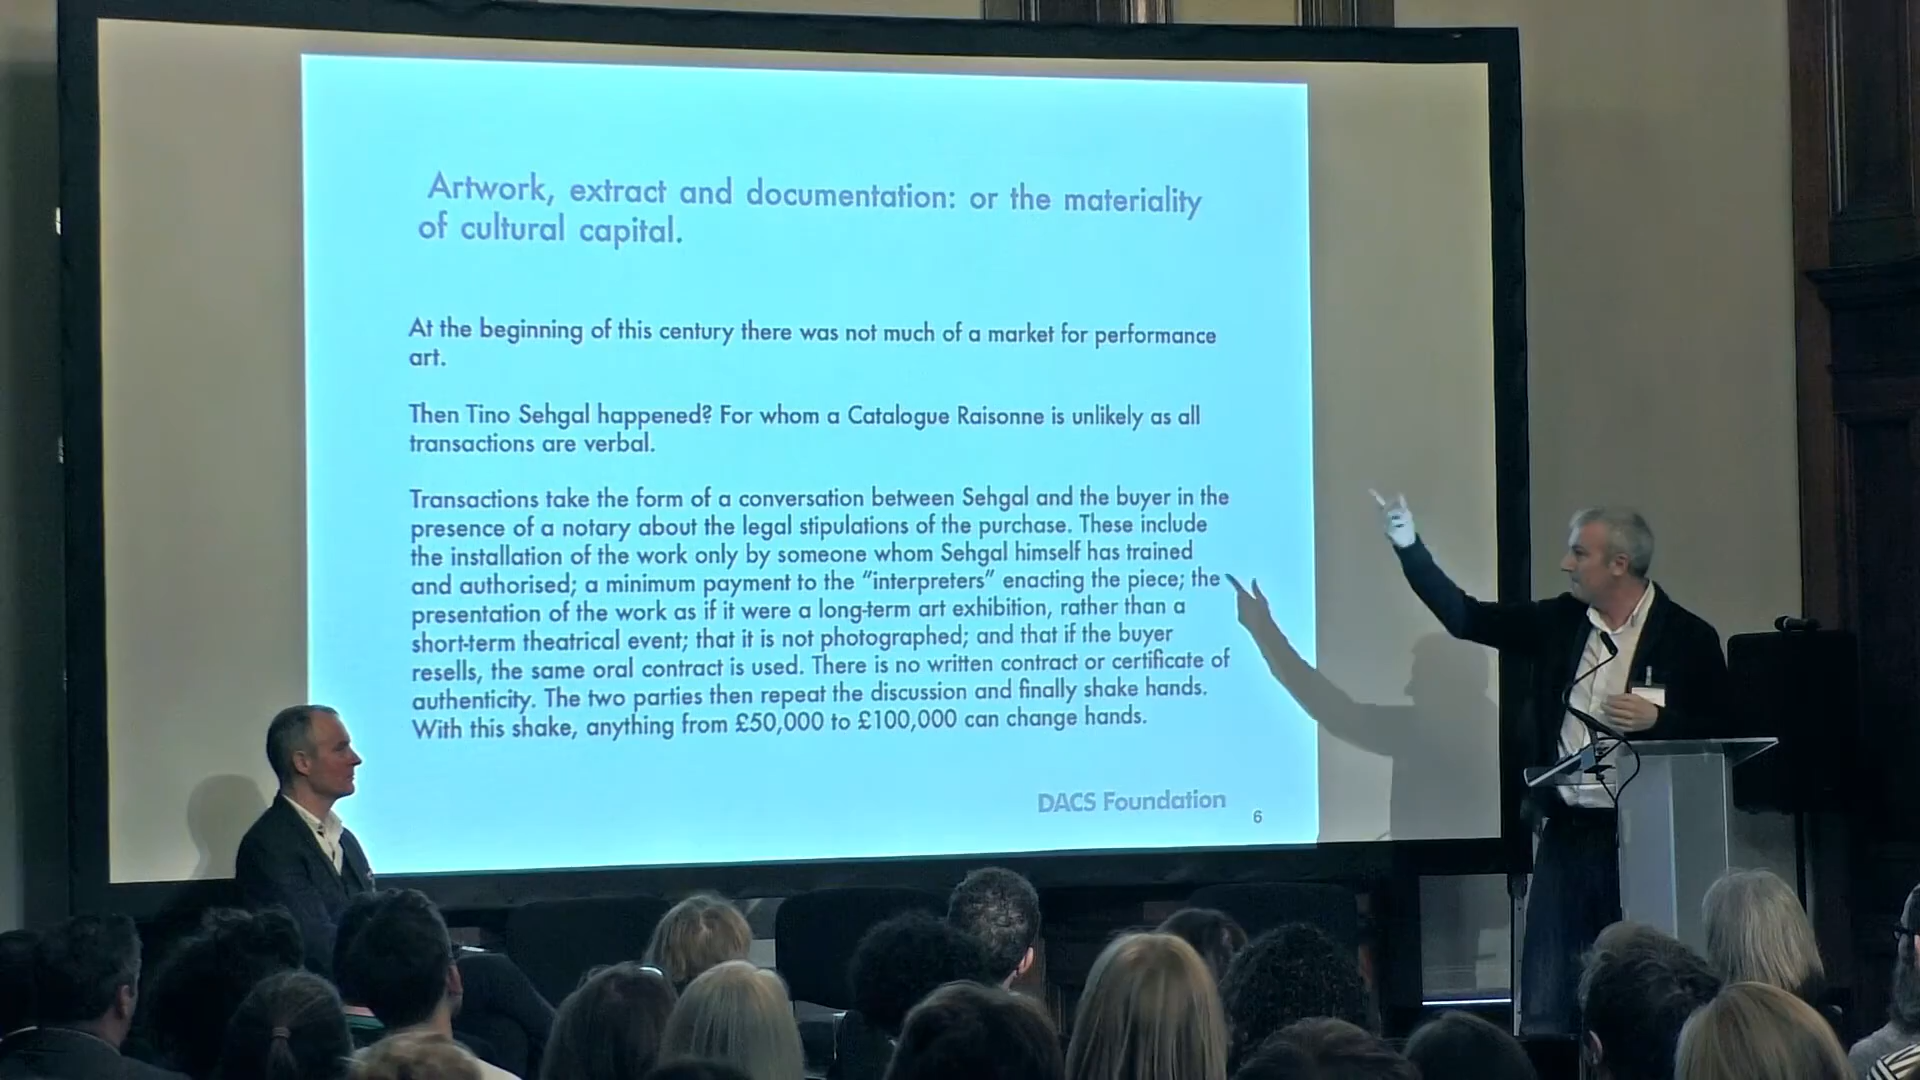 Artwork, extract and documentation: or the materiality
of cultural capital.
At the beginning of this century there was not much of a market for performance
art.
Then Tino Sehgal happened? For whom a Catalogue Raisonne is unlikely as all
transactions are verbal.
Transactions take the form of a conversation between Sehgal and the buyer in the
presence of a notary about the legal stipulations of the purchase. These include
the installation of the work only by someone whom Sehgal himself has trained
and authorised; a minimum payment to the "interpreters" enacting the piece; the
presentation of the work as if it were a long-term art exhibition, rather than a
short-term theatrical event; that it is not photographed; and that if the buyer
resells, the same oral contract is used. There is no written contract or certificate of
authenticity. The two parties then repeat the discussion and finally shake hands.
With this shake, anything from £50,000 to £100,000 can change hands.
DACS Foundation
6